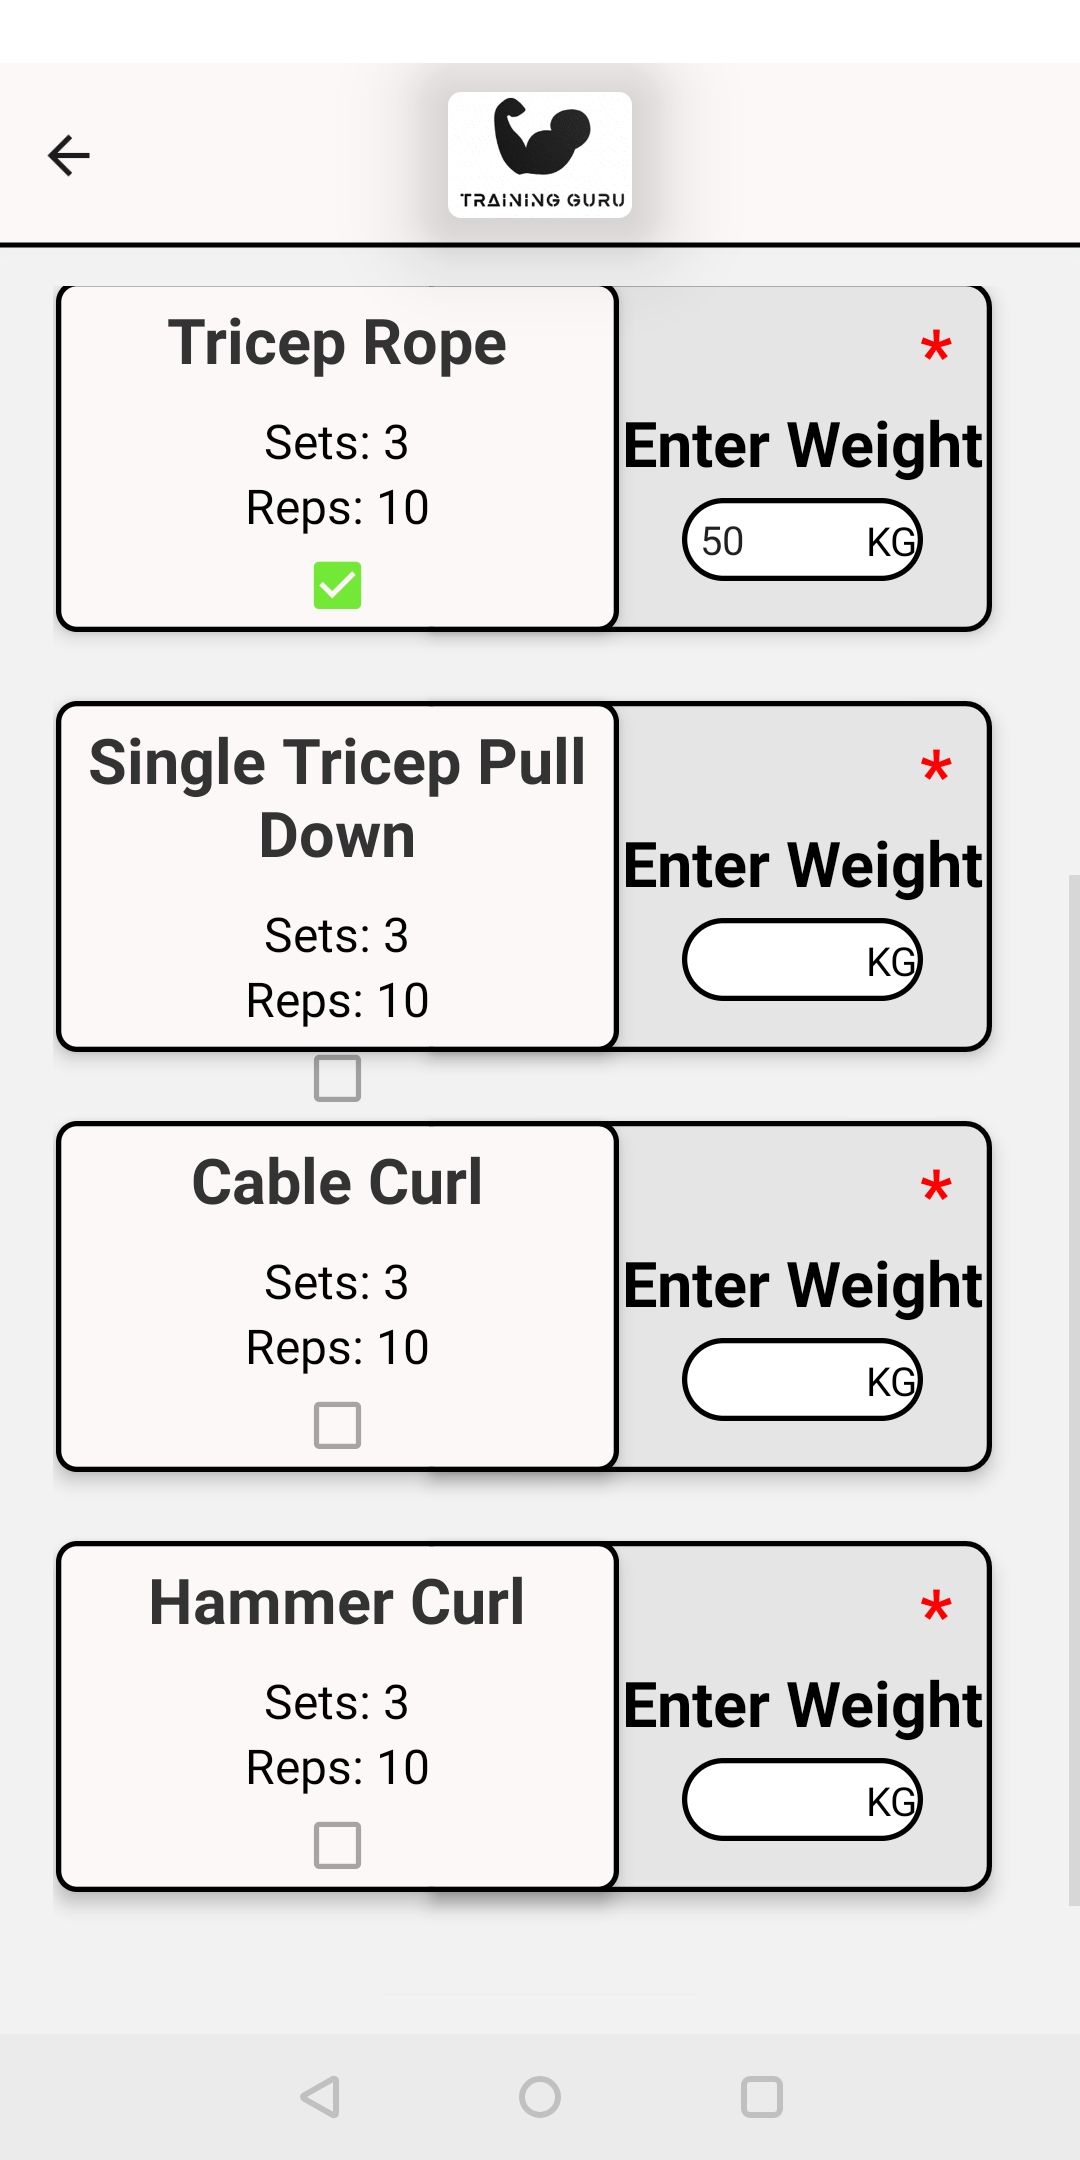 TRAINING GURU
Tricep Rope
Sets: 3
Reps: 10
*
Enter Weight
50 KG
Single Tricep Pull
Down
Sets: 3
Reps: 10
*
Enter Weight
KG
Cable Curl
Sets: 3
Reps: 10
*
Enter Weight
KG
Hammer Curl
Sets: 3
Reps: 10
*
Enter Weight
KG